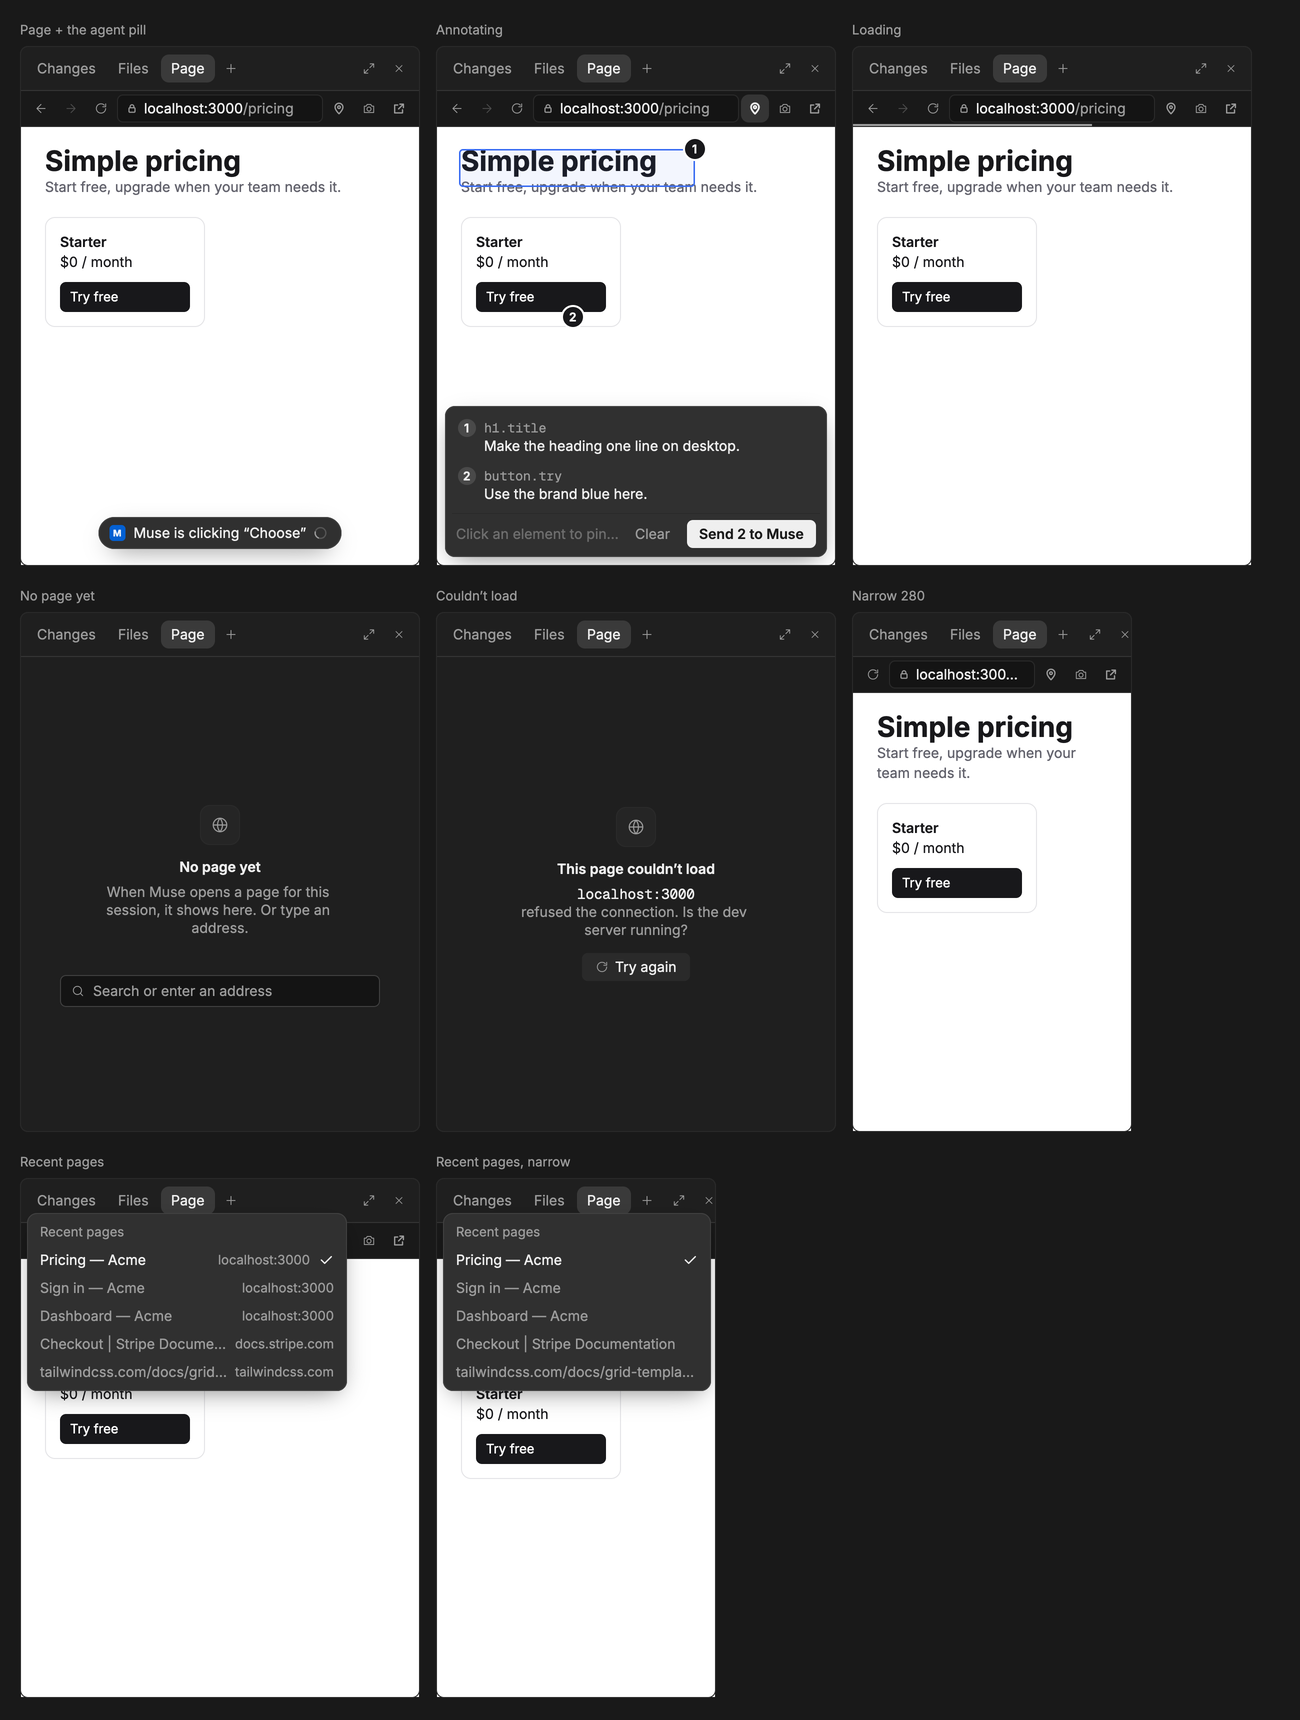 Page + the agent pill
Changes Files Page
localhost:3000/pricing
Simple pricing
Start free, upgrade when your team needs it.
Starter
$0 / month
Try free
M Muse is clicking “Choose”
Annotating
Changes Files Page
localhost:3000/pricing
Simple pricing
1
Start free, upgrade when your team needs it.
Starter
$0 / month
Try free
2
1 h1.title
Make the heading one line on desktop.
2 button.try
Use the brand blue here.
Click an element to pin... Clear Send 2 to Muse
Loading
Changes Files Page
localhost:3000/pricing
Simple pricing
Start free, upgrade when your team needs it.
Starter
$0 / month
Try free
No page yet
Changes Files Page
No page yet
When Muse opens a page for this
session, it shows here. Or type an
address.
Search or enter an address
Couldn’t load
Changes Files Page
This page couldn’t load
localhost:3000
refused the connection. Is the dev
server running?
Try again
Narrow 280
Changes Files Page
localhost:300...
Simple pricing
Start free, upgrade when your
team needs it.
Starter
$0 / month
Try free
Recent pages
Changes Files Page
Recent pages
Pricing — Acme localhost:3000
Sign in — Acme localhost:3000
Dashboard — Acme localhost:3000
Checkout | Stripe Docume... docs.stripe.com
tailwindcss.com/docs/grid... tailwindcss.com
$0 / month
Try free
Recent pages, narrow
Changes Files Page
Recent pages
Pricing — Acme
Sign in — Acme
Dashboard — Acme
Checkout | Stripe Documentation
tailwindcss.com/docs/grid-templa...
Starter
$0 / month
Try free